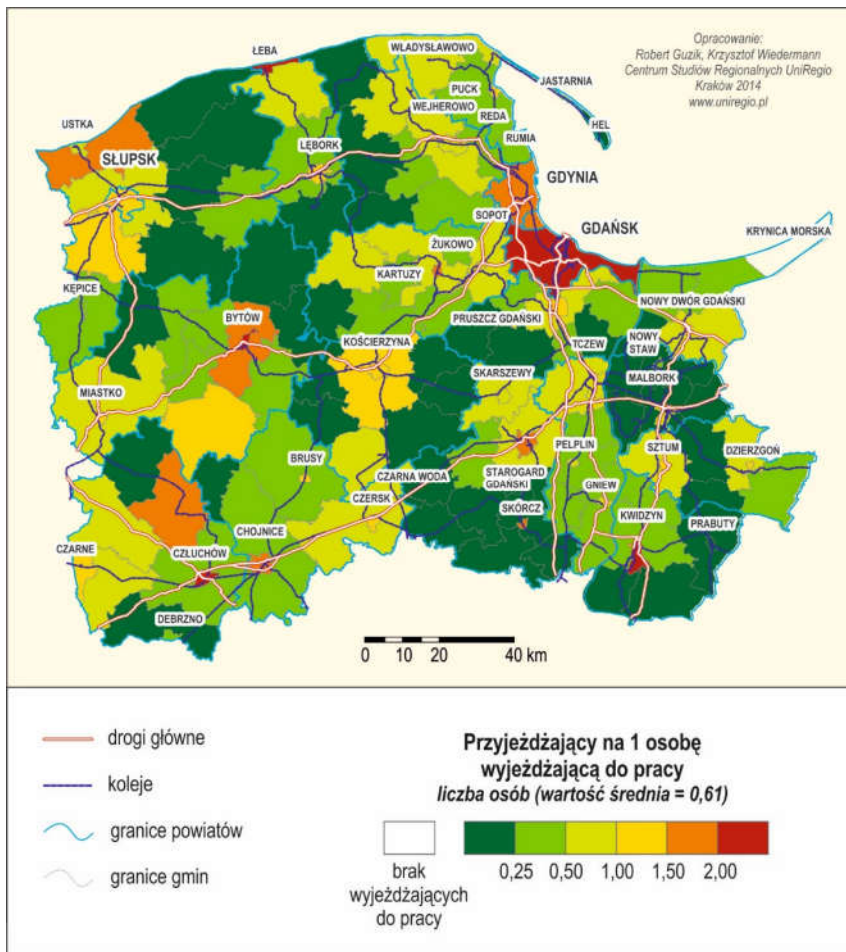 Opracowanie:
Robert Guzik, Krzysztof Wiedermann
Centrum Studiów Regionalnych UniRegio
Kraków 2014
www.uniregio.pl
ŁEBA
WŁADYSŁAWOWO
JASTARNIA
PUCK
WEJHEROWO
HEL
REDA
USTKA
RUMIA
LĘBORK
SŁUPSK
GDYNIA
SOPOT
GDAŃSK
KRYNICA MORSKA
ŻUKOWO
KARTUZY
KĘPICE
NOWY DWÓR GDAŃSKI
BYTÓW
PRUSZCZ GDAŃSKI
KOŚCIERZYNA
NOWY
STAW
TCZEW
SKARSZEWY
MALBORK
MIASTKO
PELPLIN
SZTUM
DZIERZGOŃ
BRUSY
CZARNA WODA
STAROGARD
GDAŃSKI
GNIEW
CZERSK
SKÓRCZ
KWIDZYN
PRABUTY
CHOJNICE
CZARNE
CZŁUCHÓW
DEBRZNO
0 10 20 40 km
drogi główne
koleje
granice powiatów
granice gmin
Przyjeżdżający na 1 osobę
wyjeżdżającą do pracy
liczba osób (wartość średnia = 0,61)
brak
wyjeżdżających
do pracy
0,25 0,50 1,00 1,50 2,00